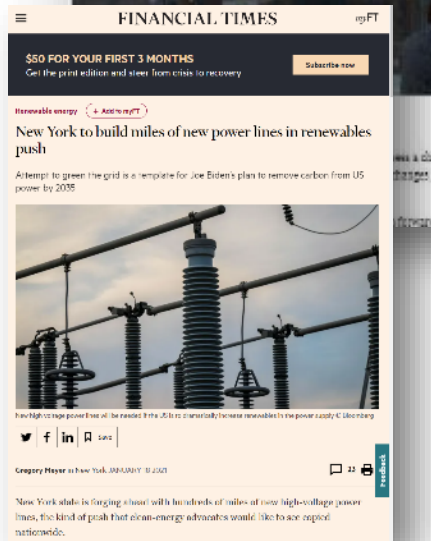 FINANCIAL TIMES
myFT
$50 FOR YOUR FIRST 3 MONTHS
Get the print edition and steer from crisis to recovery
Subscribe now
Renewable energy
+ Add to myFT
New York to build miles of new power lines in renewables
push
Attempt to green the grid is a template for Joe Biden's plan to remove carbon from US
power by 2035
New high voltage power lines will be needed if the US is to dramatically increase renewables in the power supply © Bloomberg
Save
Gregory Meyer in New York JANUARY 10 2021
Feedback
New York state is forging ahead with hundreds of miles of new high-voltage power
lines, the kind of push that clean-energy advocates would like to see copied
nationwide.